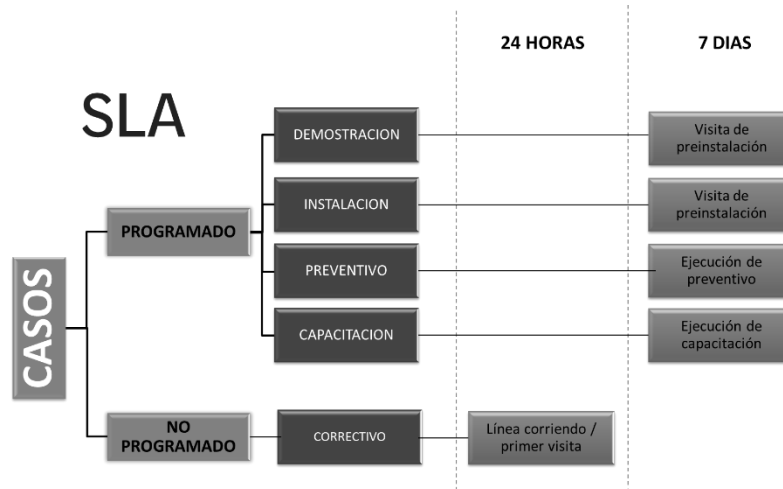 24 HORAS
7 DIAS
SLA
DEMOSTRACION
Visita de
preinstalación
INSTALACION
Visita de
preinstalación
PROGRAMADO
PREVENTIVO
Ejecución de
preventivo
CASOS
CAPACITACION
Ejecución de
capacitación
NO
PROGRAMADO
CORRECTIVO
Línea corriendo /
primer visita